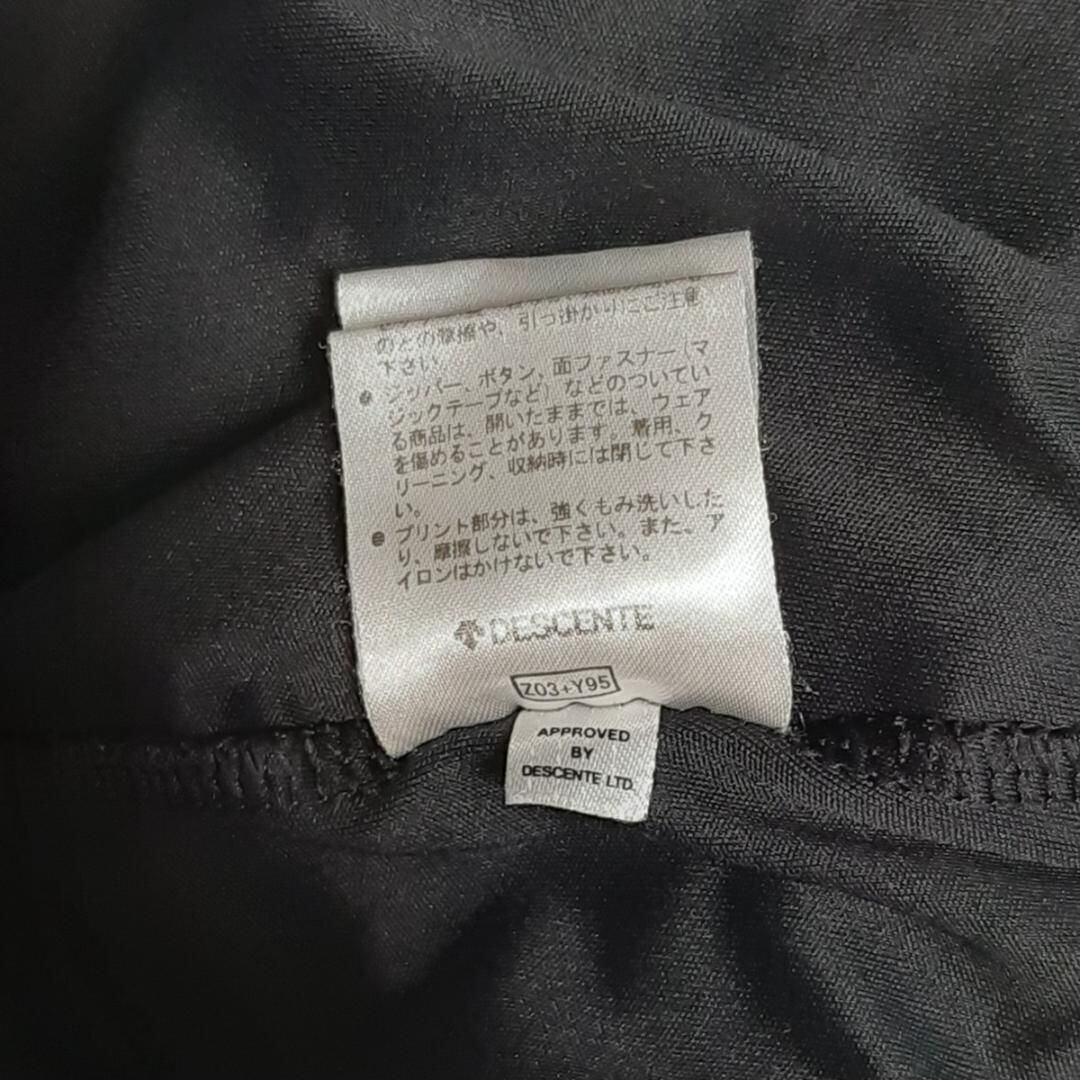 のとの摩擦や、引っ掛かりにご注意
下さい。
● ジッパー、ボタン、面ファスナー(マ
ジックテープなど)などのついてい
る商品は、開いたままでは、ウェア
を傷めることがあります。着用、ク
リーニング、収納時には閉じて下さ
い。
● プリント部分は、強くもみ洗いした
り、摩擦しないで下さい。また、ア
イロンはかけないで下さい。
DESCENTE
Z03+Y95
APPROVED
BY
DESCENTE LTD.